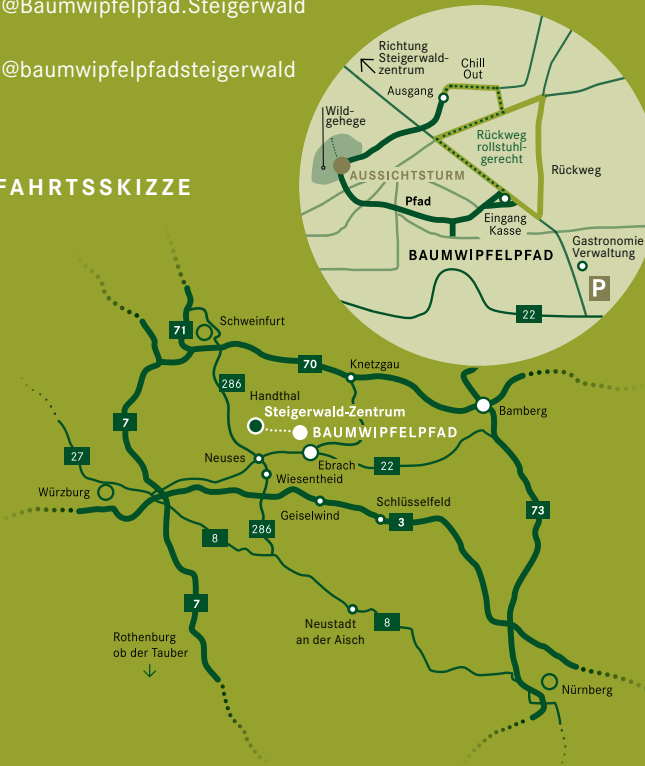 @Baumwipfelpfad.Steigerwald
@baumwipfelpfadsteigerwald
FAHRTSSKIZZE
Richtung
Steigerwald-
zentrum
Chill
Out
Ausgang
Wild-
gehege
Rückweg
rollstuhl-
gerecht
Rückweg
AUSSICHTSTURM
Pfad
Eingang
Kasse
BAUMWIPFELPFAD
Gastronomie
Verwaltung
P
22
71
Schweinfurt
70
Knetzgau
286
Handthal
Steigerwald-Zentrum
BAUMWIPFELPFAD
Bamberg
7
27
Neuses
Ebrach
22
Wiesentheid
Würzburg
Geiselwind
Schlüsselfeld
3
73
8
286
7
Neustadt
an der Aisch
8
Rothenburg
ob der Tauber
Nürnberg